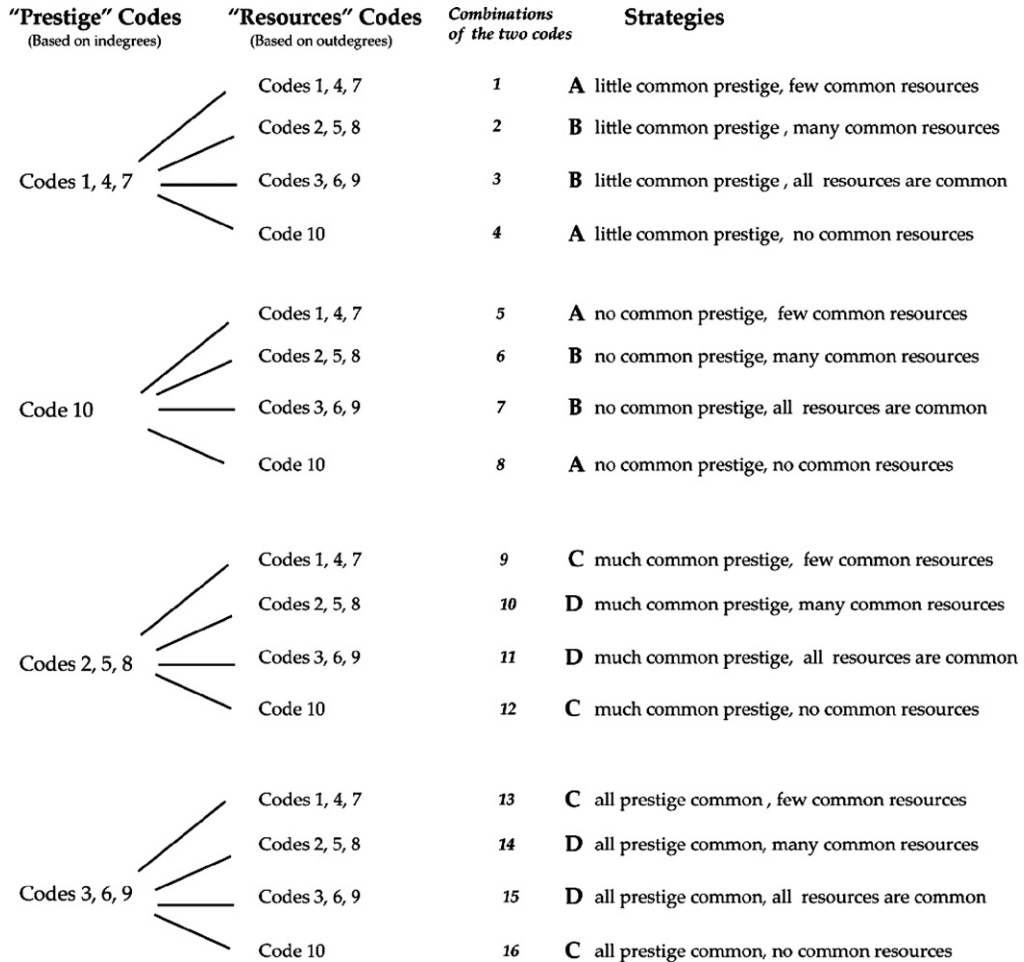 "Prestige" Codes "Resources" Codes Combinations Strategies
(Based on indegrees) (Based on outdegrees) of the two codes
Codes 1, 4, 7 1 A little common prestige, few common resources
Codes 2, 5, 8 2 B little common prestige , many common resources
Codes 1, 4, 7 Codes 3, 6, 9 3 B little common prestige , all resources are common
Code 10 4 A little common prestige, no common resources
Codes 1, 4, 7 5 A no common prestige, few common resources
Codes 2, 5, 8 6 B no common prestige, many common resources
Code 10 Codes 3, 6, 9 7 B no common prestige, all resources are common
Code 10 8 A no common prestige, no common resources
Codes 1, 4, 7 9 C much common prestige, few common resources
Codes 2, 5, 8 10 D much common prestige, many common resources
Codes 2, 5, 8 Codes 3, 6, 9 11 D much common prestige, all resources are common
Code 10 12 C much common prestige, no common resources
Codes 1, 4, 7 13 C all prestige common , few common resources
Codes 2, 5, 8 14 D all prestige common, many common resources
Codes 3, 6, 9 Codes 3, 6, 9 15 D all prestige common, all resources are common
Code 10 16 C all prestige common, no common resources